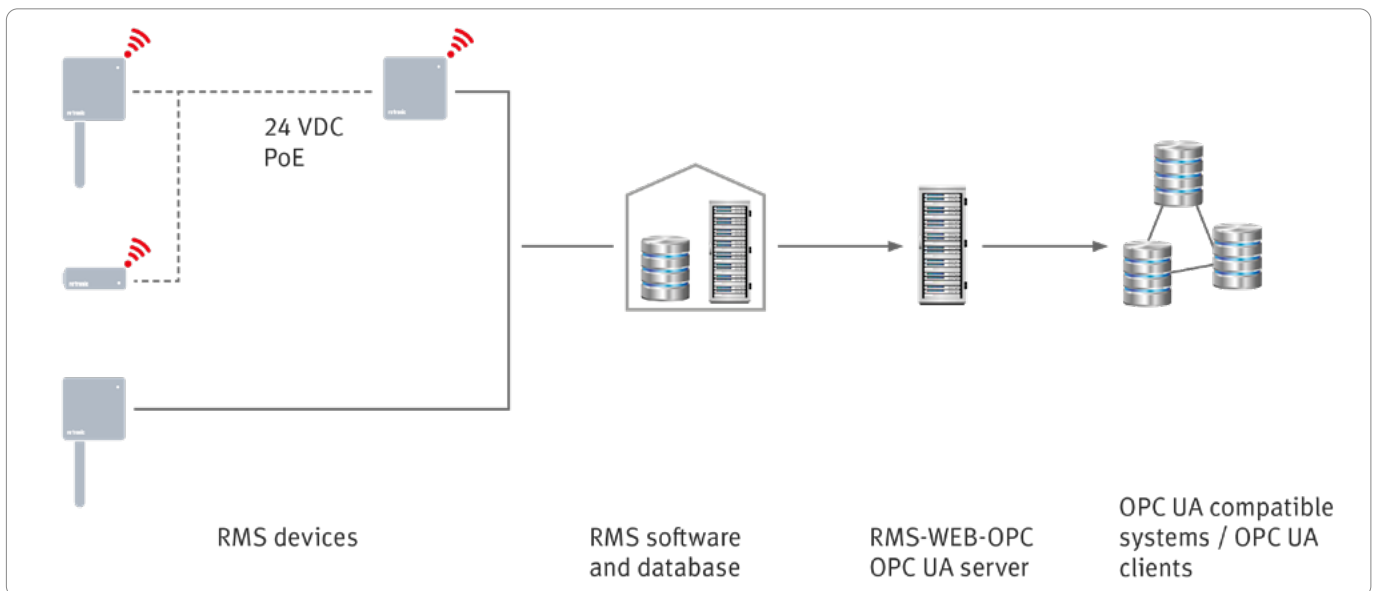 24 VDC
PoE
RMS devices
RMS software
and database
RMS-WEB-OPC
OPC UA server
OPC UA compatible
systems / OPC UA
clients